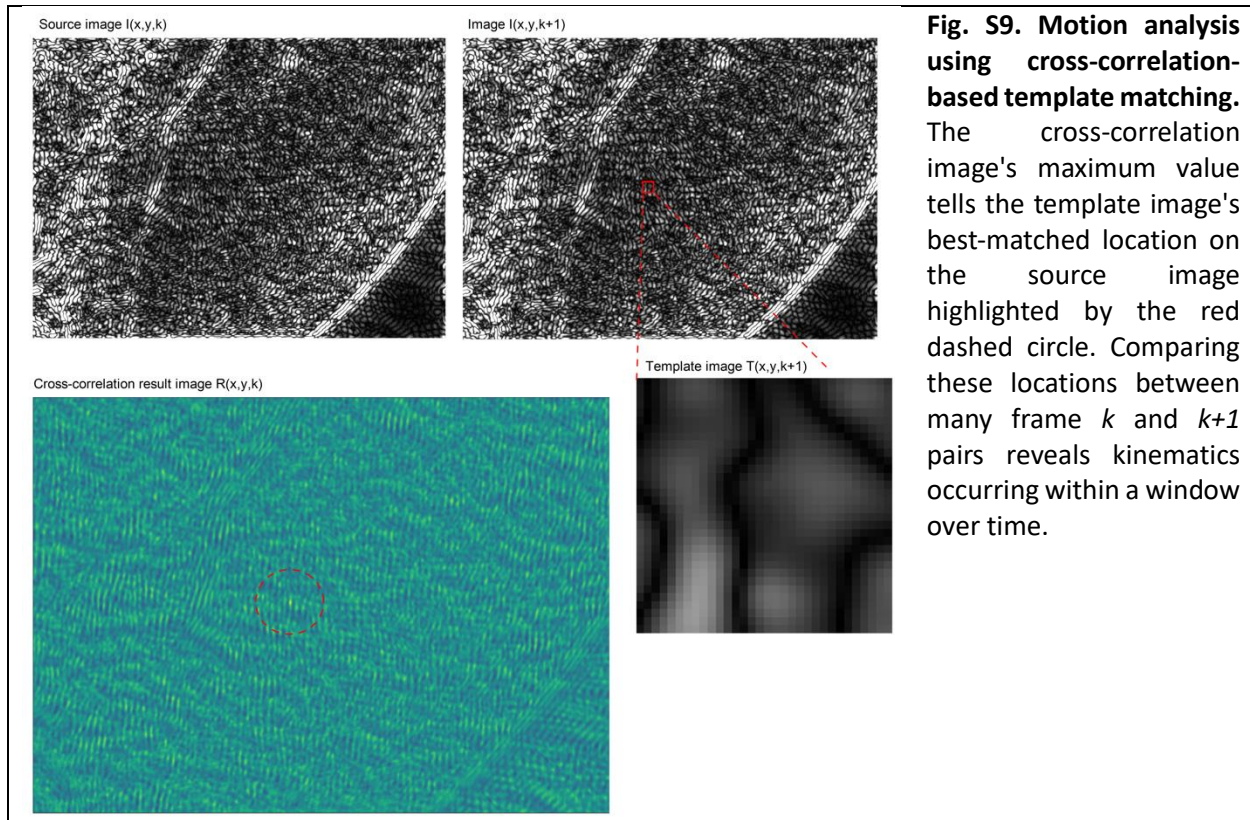 Source image I(x,y,k)
Image I(x,y,k+1)
Cross-correlation result image R(x,y,k)
Template image T(x,y,k+1)
Fig. S9. Motion analysis
using cross-correlation-
based template matching.
The cross-correlation
image's maximum value
tells the template image's
best-matched location on
the source image
highlighted by the red
dashed circle. Comparing
these locations between
many frame k and k+1
pairs reveals kinematics
occurring within a window
over time.